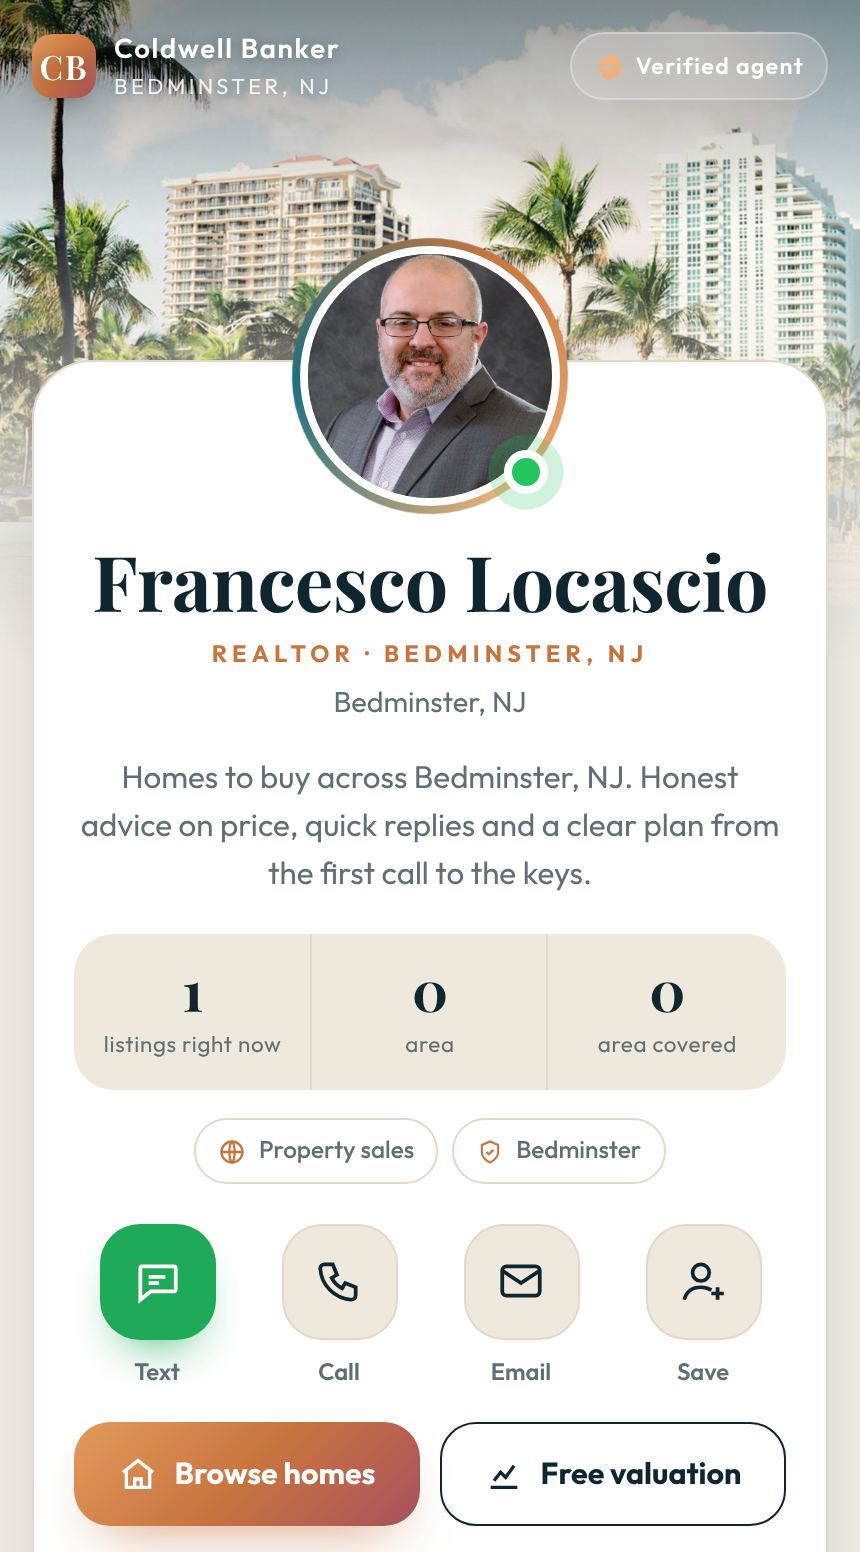 CB
Coldwell Banker
BEDMINSTER, NJ
Verified agent
Francesco Locascio
REALTOR · BEDMINSTER, NJ
Bedminster, NJ
Homes to buy across Bedminster, NJ. Honest
advice on price, quick replies and a clear plan from
the first call to the keys.
1 0 0
listings right now area area covered
Property sales Bedminster
Text Call Email Save
Browse homes Free valuation